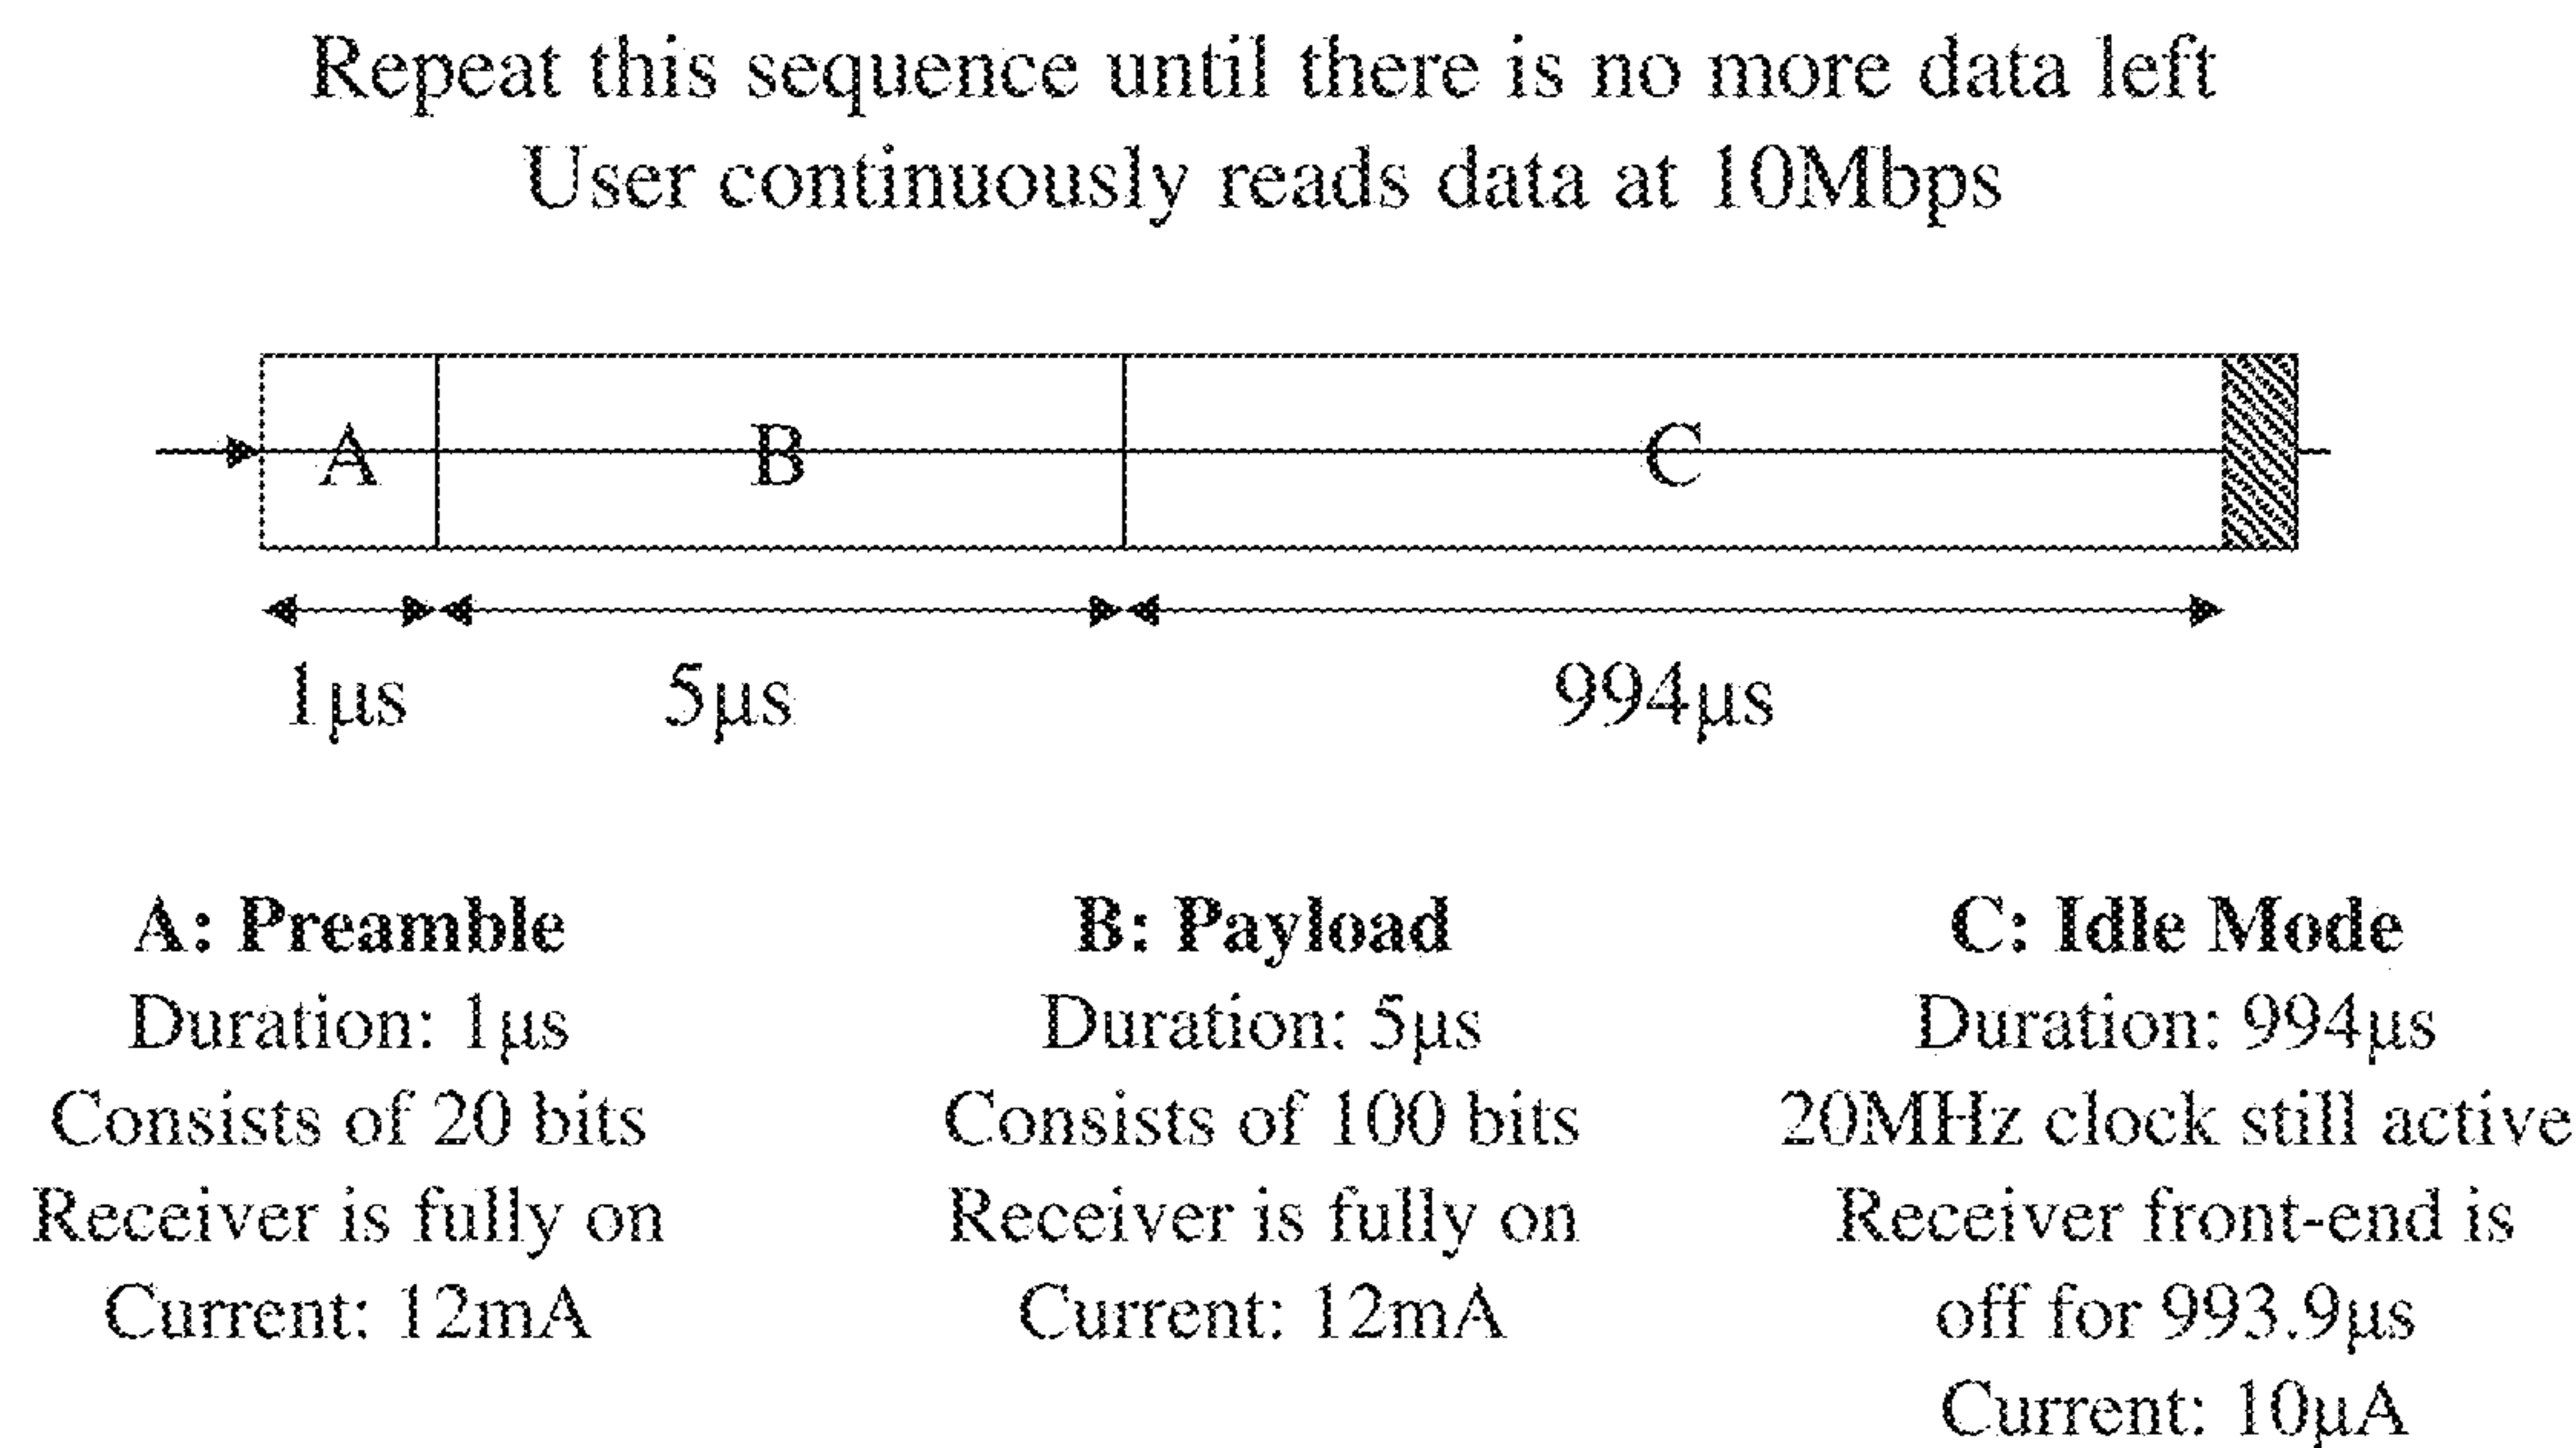 Repeat this sequence until there is no more data left
User continuously reads data at 10Mbps
A B C
1µs 5µs 994µs
A: Preamble
Duration: 1µs
Consists of 20 bits
Receiver is fully on
Current: 12mA
B: Payload
Duration: 5µs
Consists of 100 bits
Receiver is fully on
Current: 12mA
C: Idle Mode
Duration: 994µs
20MHz clock still active
Receiver front-end is
off for 993.9µs
Current: 10µA